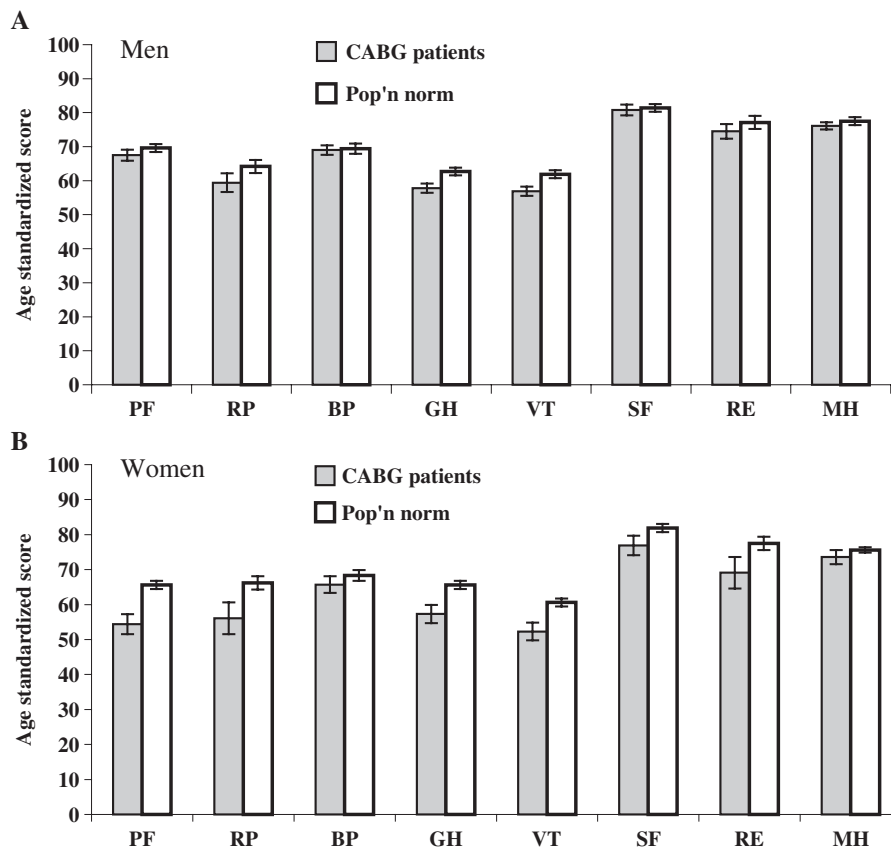 A
Men
CABG patients
Pop'n norm
Age standardized score
100
90
80
70
60
50
40
30
20
10
0
PF RP BP GH VT SF RE MH
B
Women
CABG patients
Pop'n norm
Age standardized score
100
90
80
70
60
50
40
30
20
10
0
PF RP BP GH VT SF RE MH